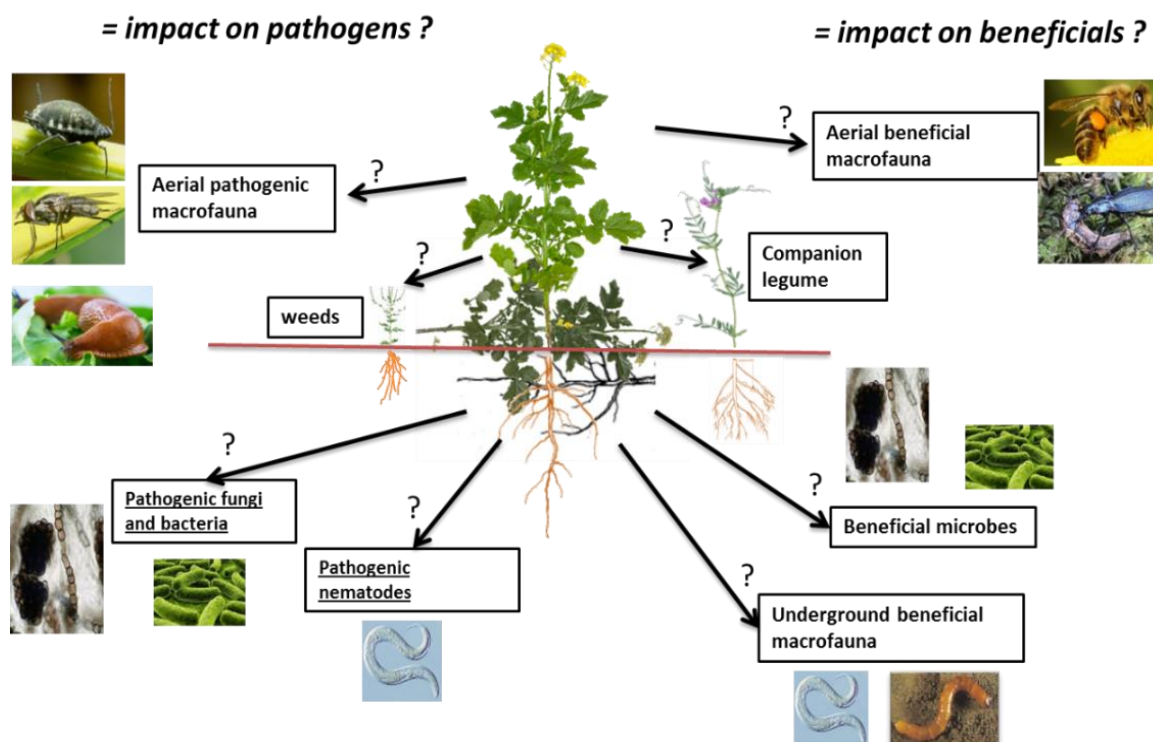 = impact on pathogens ?
= impact on beneficials ?
?
Aerial beneficial
macrofauna
?
Aerial pathogenic
macrofauna
?
Companion
legume
?
weeds
?
Pathogenic fungi
and bacteria
?
Pathogenic
nematodes
?
Beneficial microbes
?
Underground beneficial
macrofauna